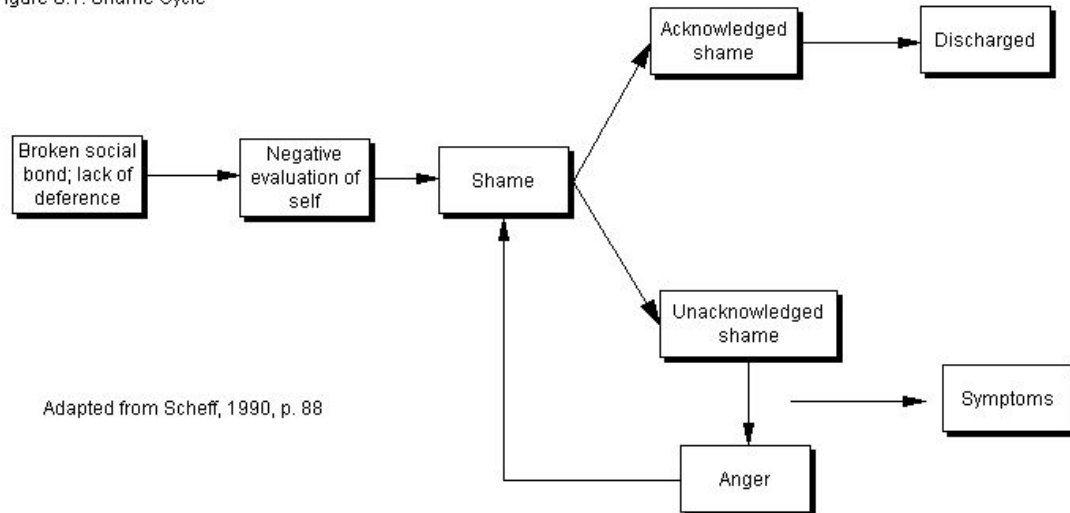 Shame Cycle
Acknowledged
shame
Discharged
Broken social
bond; lack of
deference
Negative
evaluation of
self
Shame
Unacknowledged
shame
Symptoms
Anger
Adapted from Scheff, 1990, p. 88